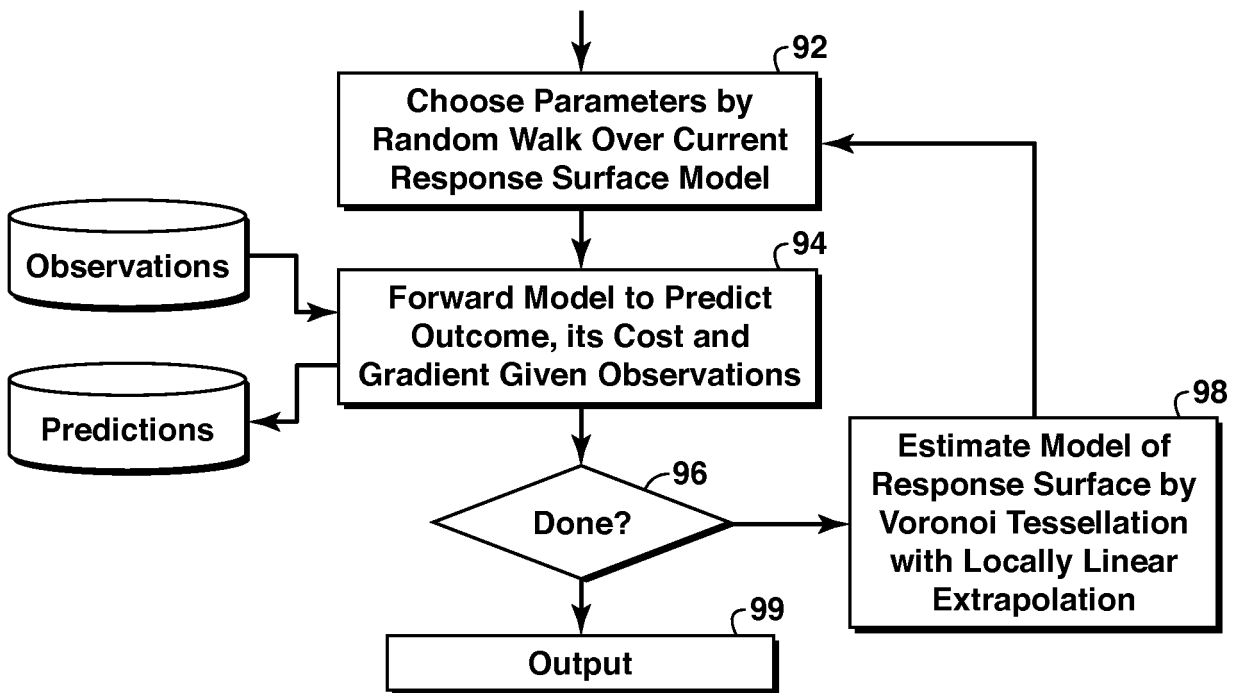 92
Choose Parameters by
Random Walk Over Current
Response Surface Model
94
Observations
Forward Model to Predict
Outcome, its Cost and
Gradient Given Observations
Predictions
96
Done?
98
Estimate Model of
Response Surface by
Voronoi Tessellation
with Locally Linear
Extrapolation
99
Output